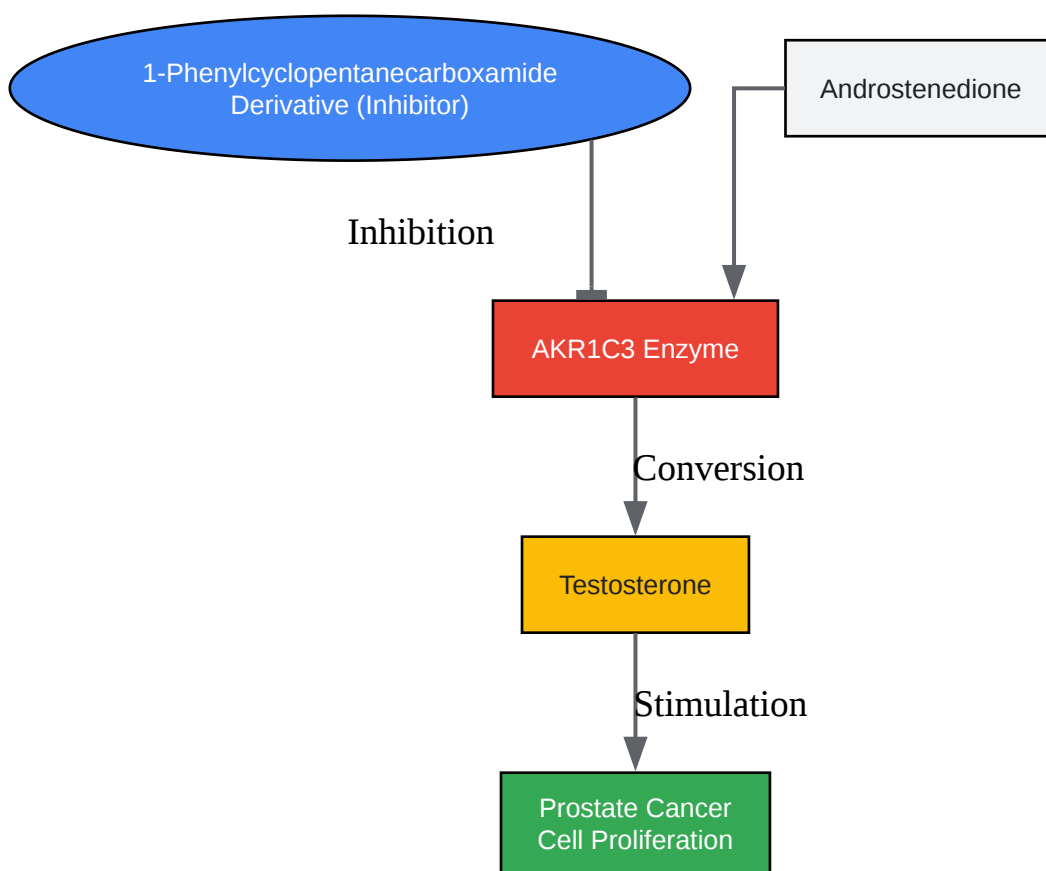 1-Phenylcyclopentanecarboxamide
Derivative (Inhibitor)
Androstenedione
Inhibition
AKR1C3 Enzyme
Conversion
Testosterone
Stimulation
Prostate Cancer
Cell Proliferation